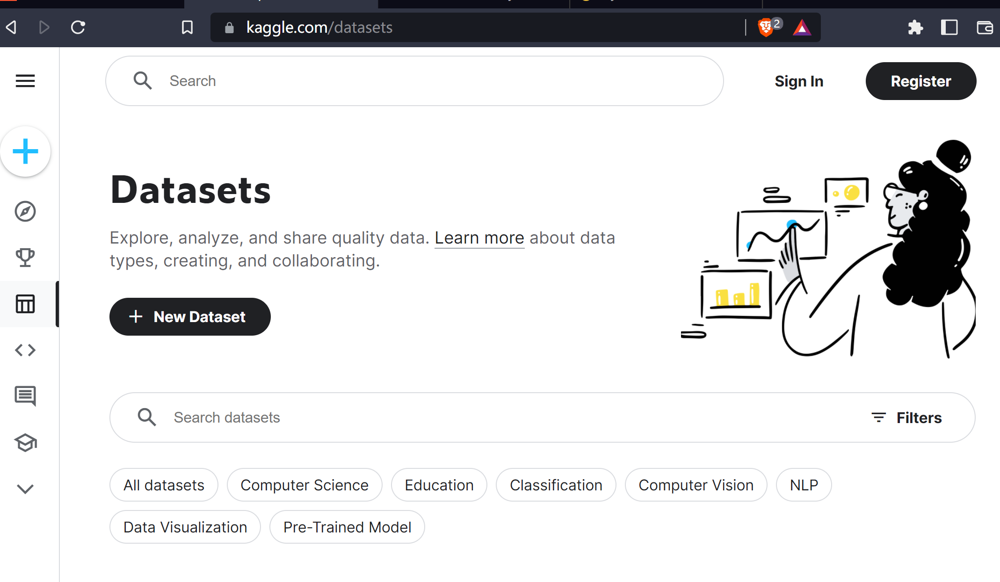 kaggle.com/datasets
2
Search
Sign In
Register
Datasets
Explore, analyze, and share quality data. Learn more about data
types, creating, and collaborating.
New Dataset
Search datasets
Filters
All datasets
Computer Science
Education
Classification
Computer Vision
NLP
Data Visualization
Pre-Trained Model